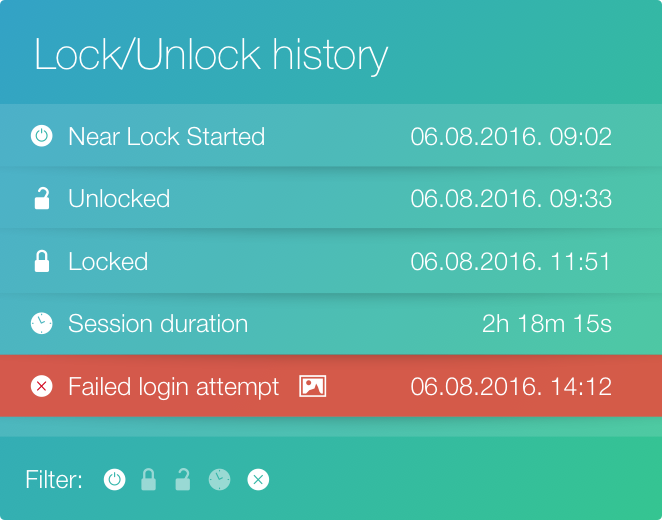 Lock/Unlock history
Near Lock Started 06.08.2016. 09:02
Unlocked 06.08.2016. 09:33
Locked 06.08.2016. 11:51
Session duration 2h 18m 15s
Failed login attempt 06.08.2016. 14:12
Filter: